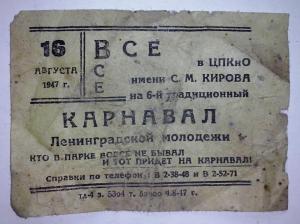 16
АВГУСТА
1947 г.
ВСЕ
ВСЕ
в ЦПКиО
имени С. М. КИРОВА
на 6-й традиционный
КАРНАВАЛ
Ленинградской молодежи
КТО В ПАРКЕ ВОВСЕ НЕ БЫВАЛ
И ТОТ ПРИДЕТ НА КАРНАВАЛ!
Справки по телефонам: В 2-38-48 и В 2-52-71